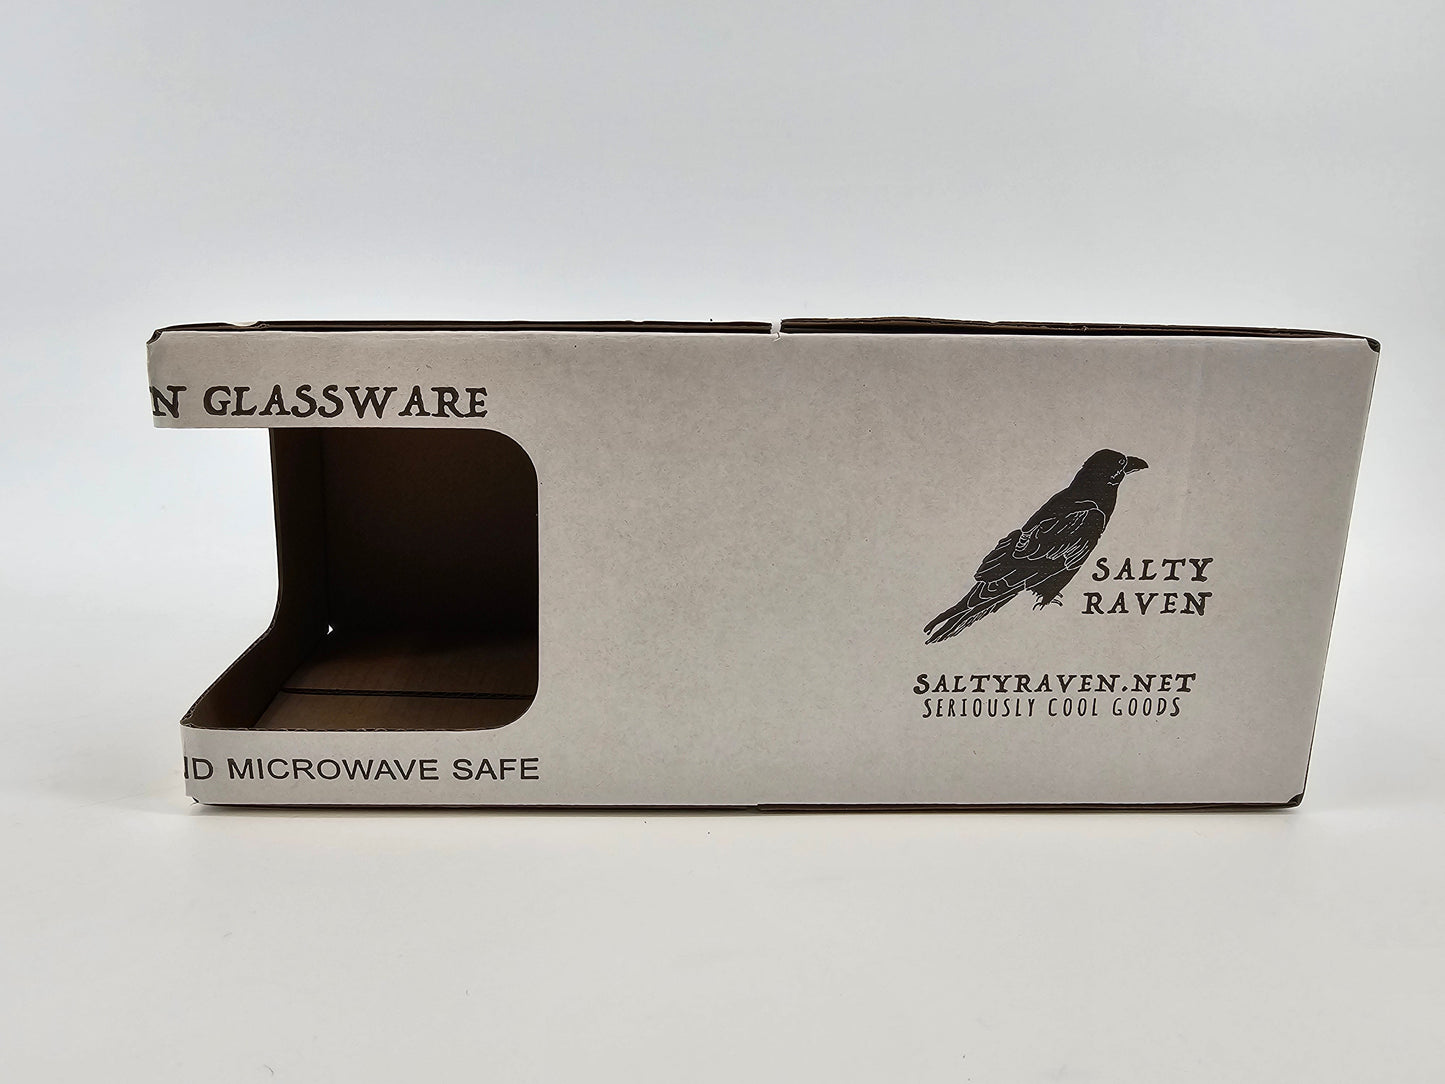 N GLASSWARE
SALTY
RAVEN
SALTYRAVEN.NET
SERIOUSLY COOL GOODS
ND MICROWAVE SAFE